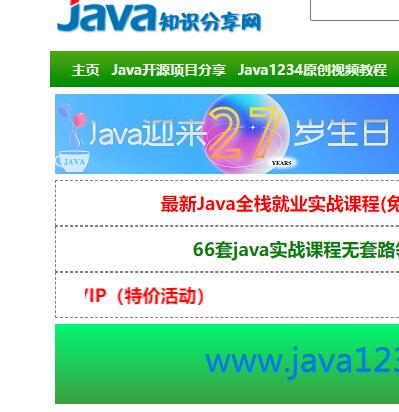 java知识分享网
主页 Java开源项目分享 Java1234原创视频教程
Java迎来27岁生日
YEARS
JAVA
最新Java全栈就业实战课程(免
66套java实战课程无套路
VIP（特价活动）
www.java123